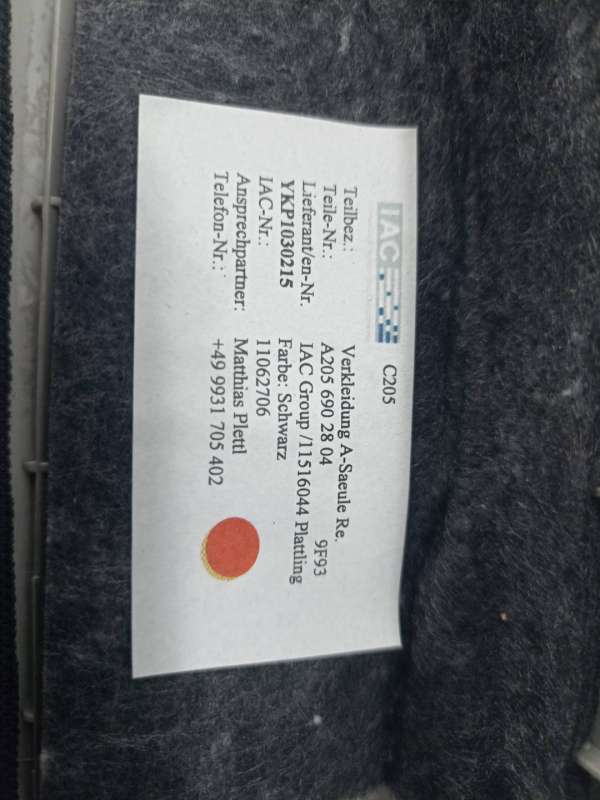 IAC C205
Teilbez.: Verkleidung A-Saeule Re.
Teile-Nr.: A205 690 28 04 9F93
Lieferant/en-Nr. IAC Group /11516044 Plattling
YKP1030215 Farbe: Schwarz
IAC-Nr.: 11062706
Ansprechpartner: Matthias Plettl
Telefon-Nr.: +49 9931 705 402